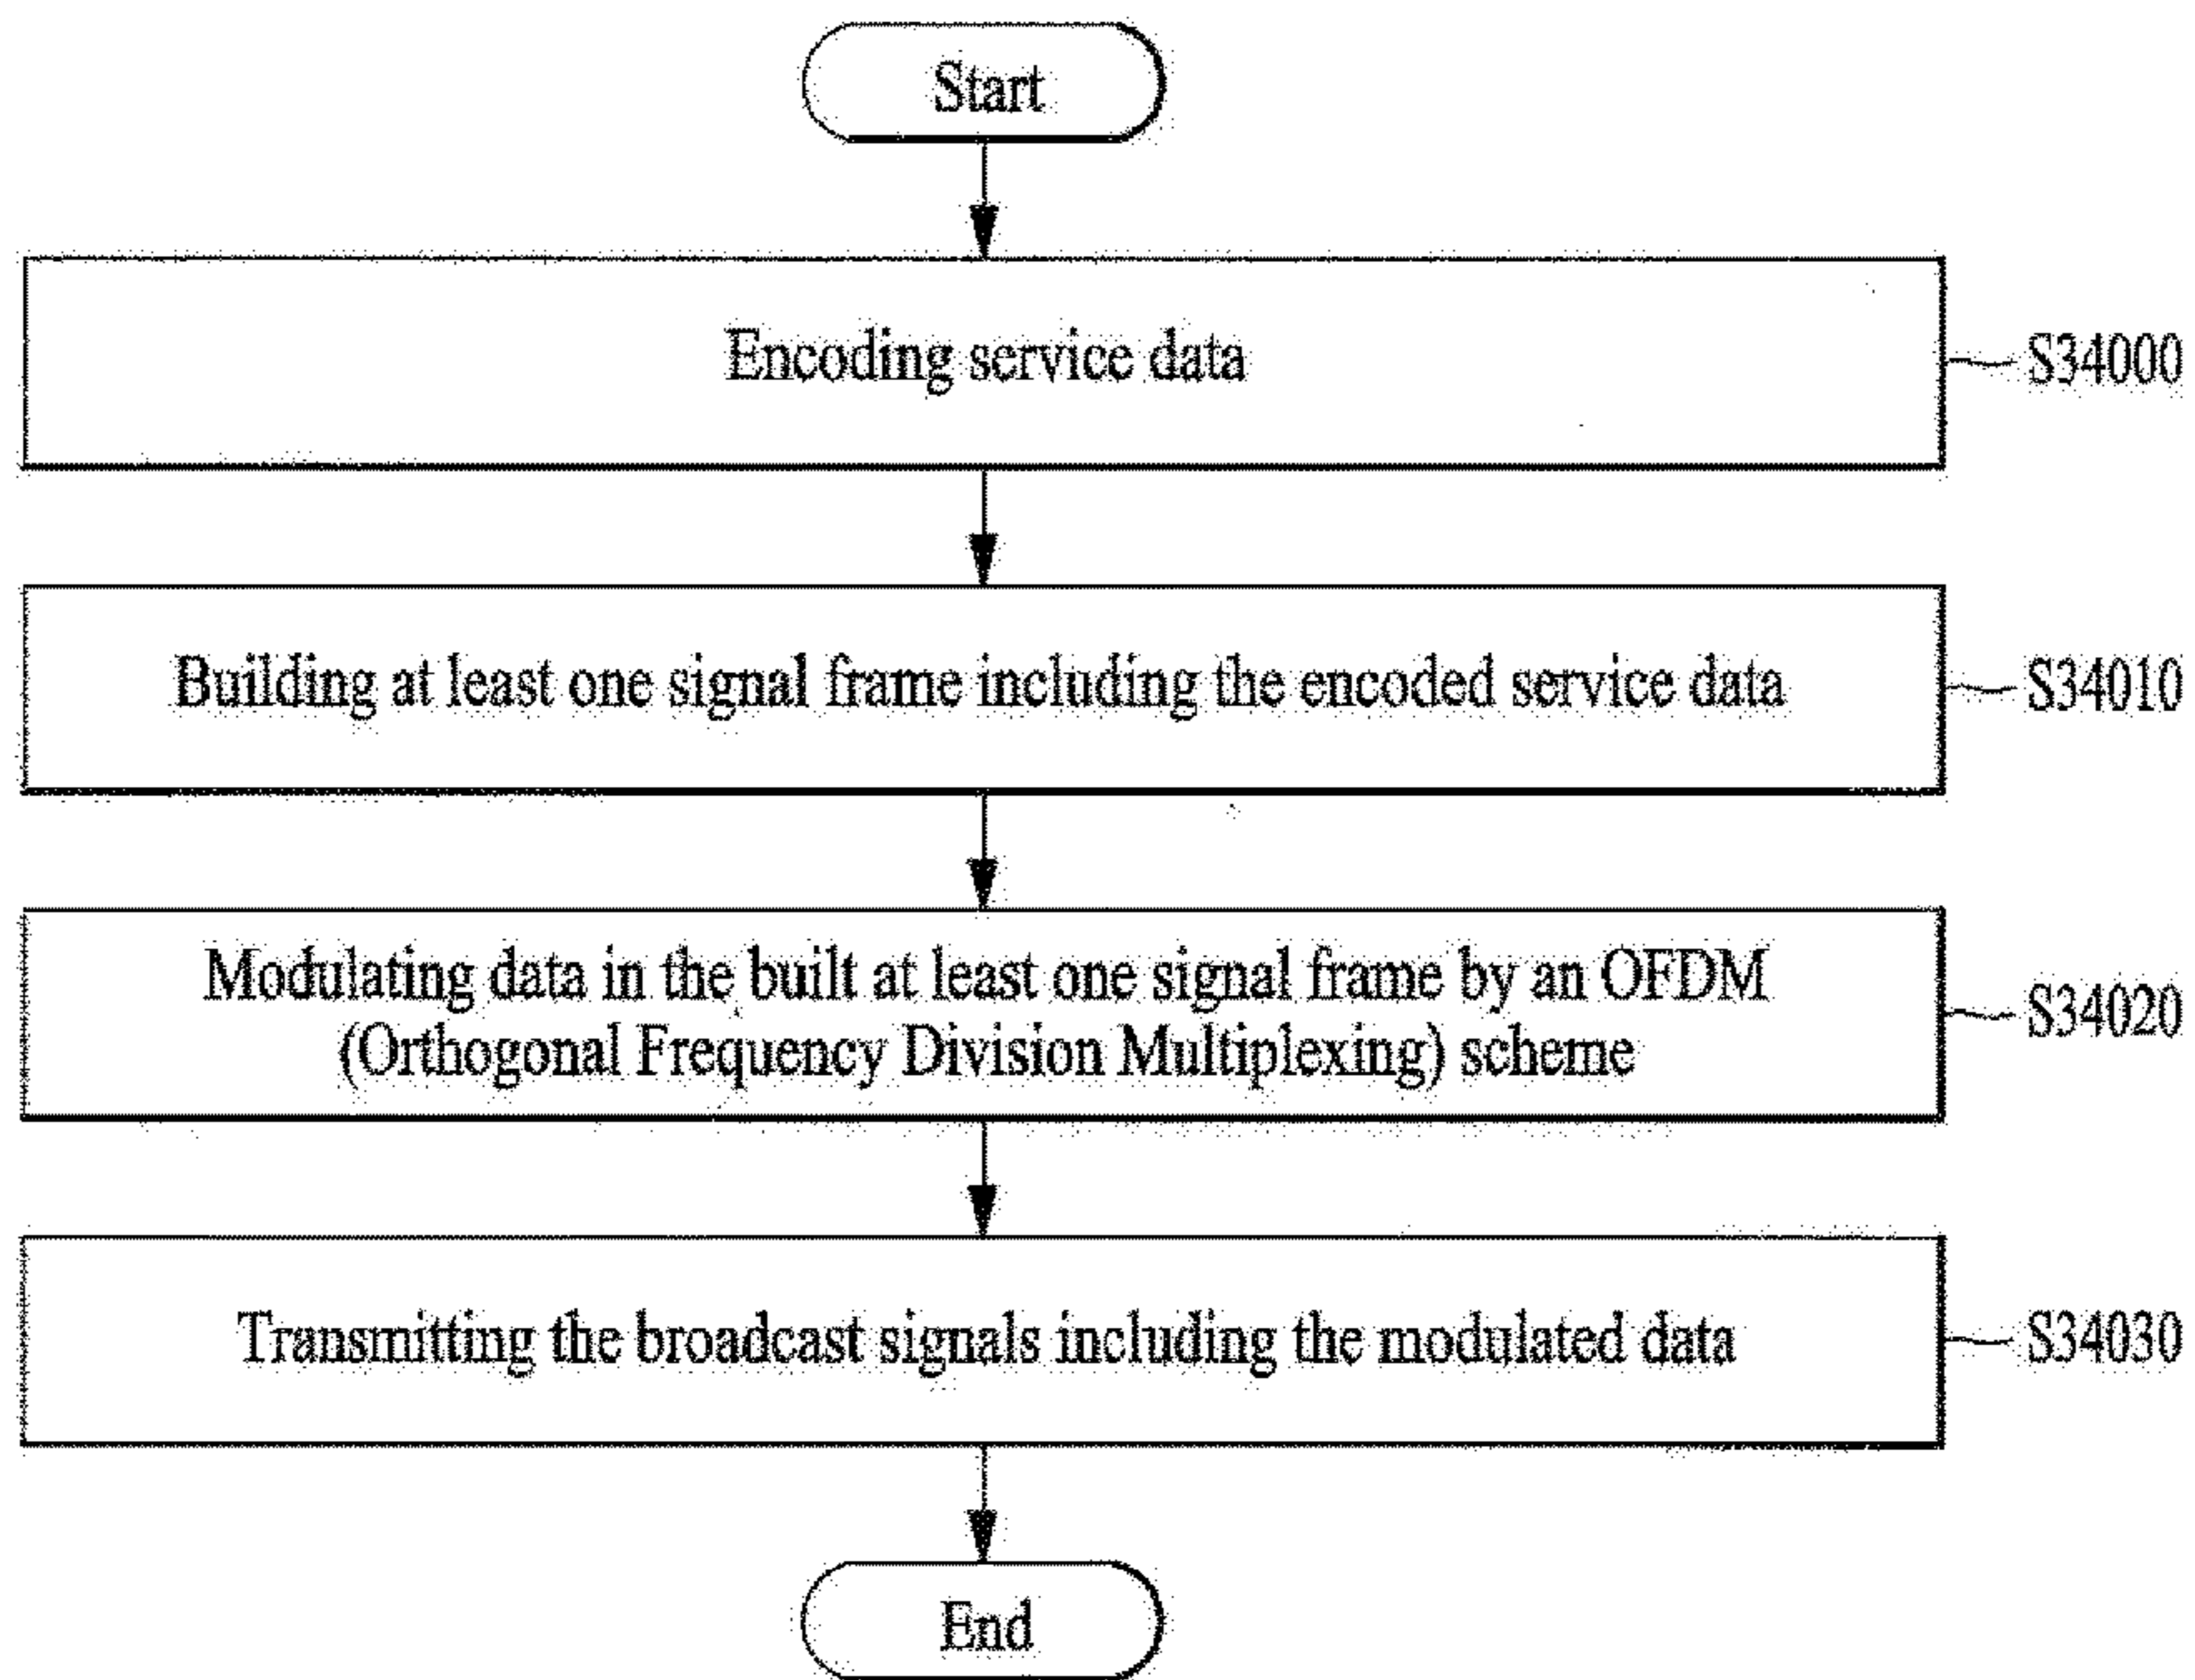 Start
Encoding service data
S34000
Building at least one signal frame including the encoded service data
S34010
Modulating data in the built at least one signal frame by an OFDM
(Orthogonal Frequency Division Multiplexing) scheme
S34020
Transmitting the broadcast signals including the modulated data
S34030
End